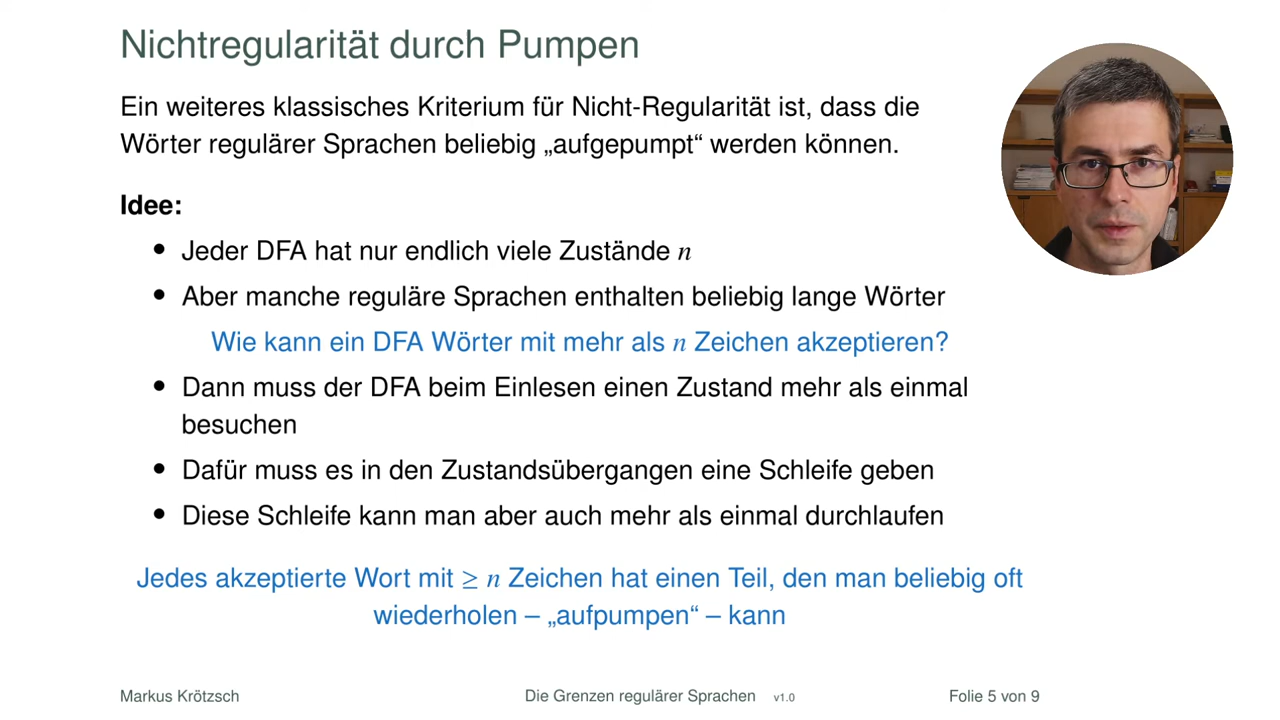 Nichtregularität durch Pumpen
Ein weiteres klassisches Kriterium für Nicht-Regularität ist, dass die
Wörter regulärer Sprachen beliebig „aufgepumpt“ werden können.
Idee:
• Jeder DFA hat nur endlich viele Zustände n
• Aber manche reguläre Sprachen enthalten beliebig lange Wörter
Wie kann ein DFA Wörter mit mehr als n Zeichen akzeptieren?
• Dann muss der DFA beim Einlesen einen Zustand mehr als einmal
besuchen
• Dafür muss es in den Zustandsübergangen eine Schleife geben
• Diese Schleife kann man aber auch mehr als einmal durchlaufen
Jedes akzeptierte Wort mit ≥ n Zeichen hat einen Teil, den man beliebig oft
wiederholen – „aufpumpen“ – kann
Markus Krötzsch Die Grenzen regulärer Sprachen v1.0 Folie 5 von 9